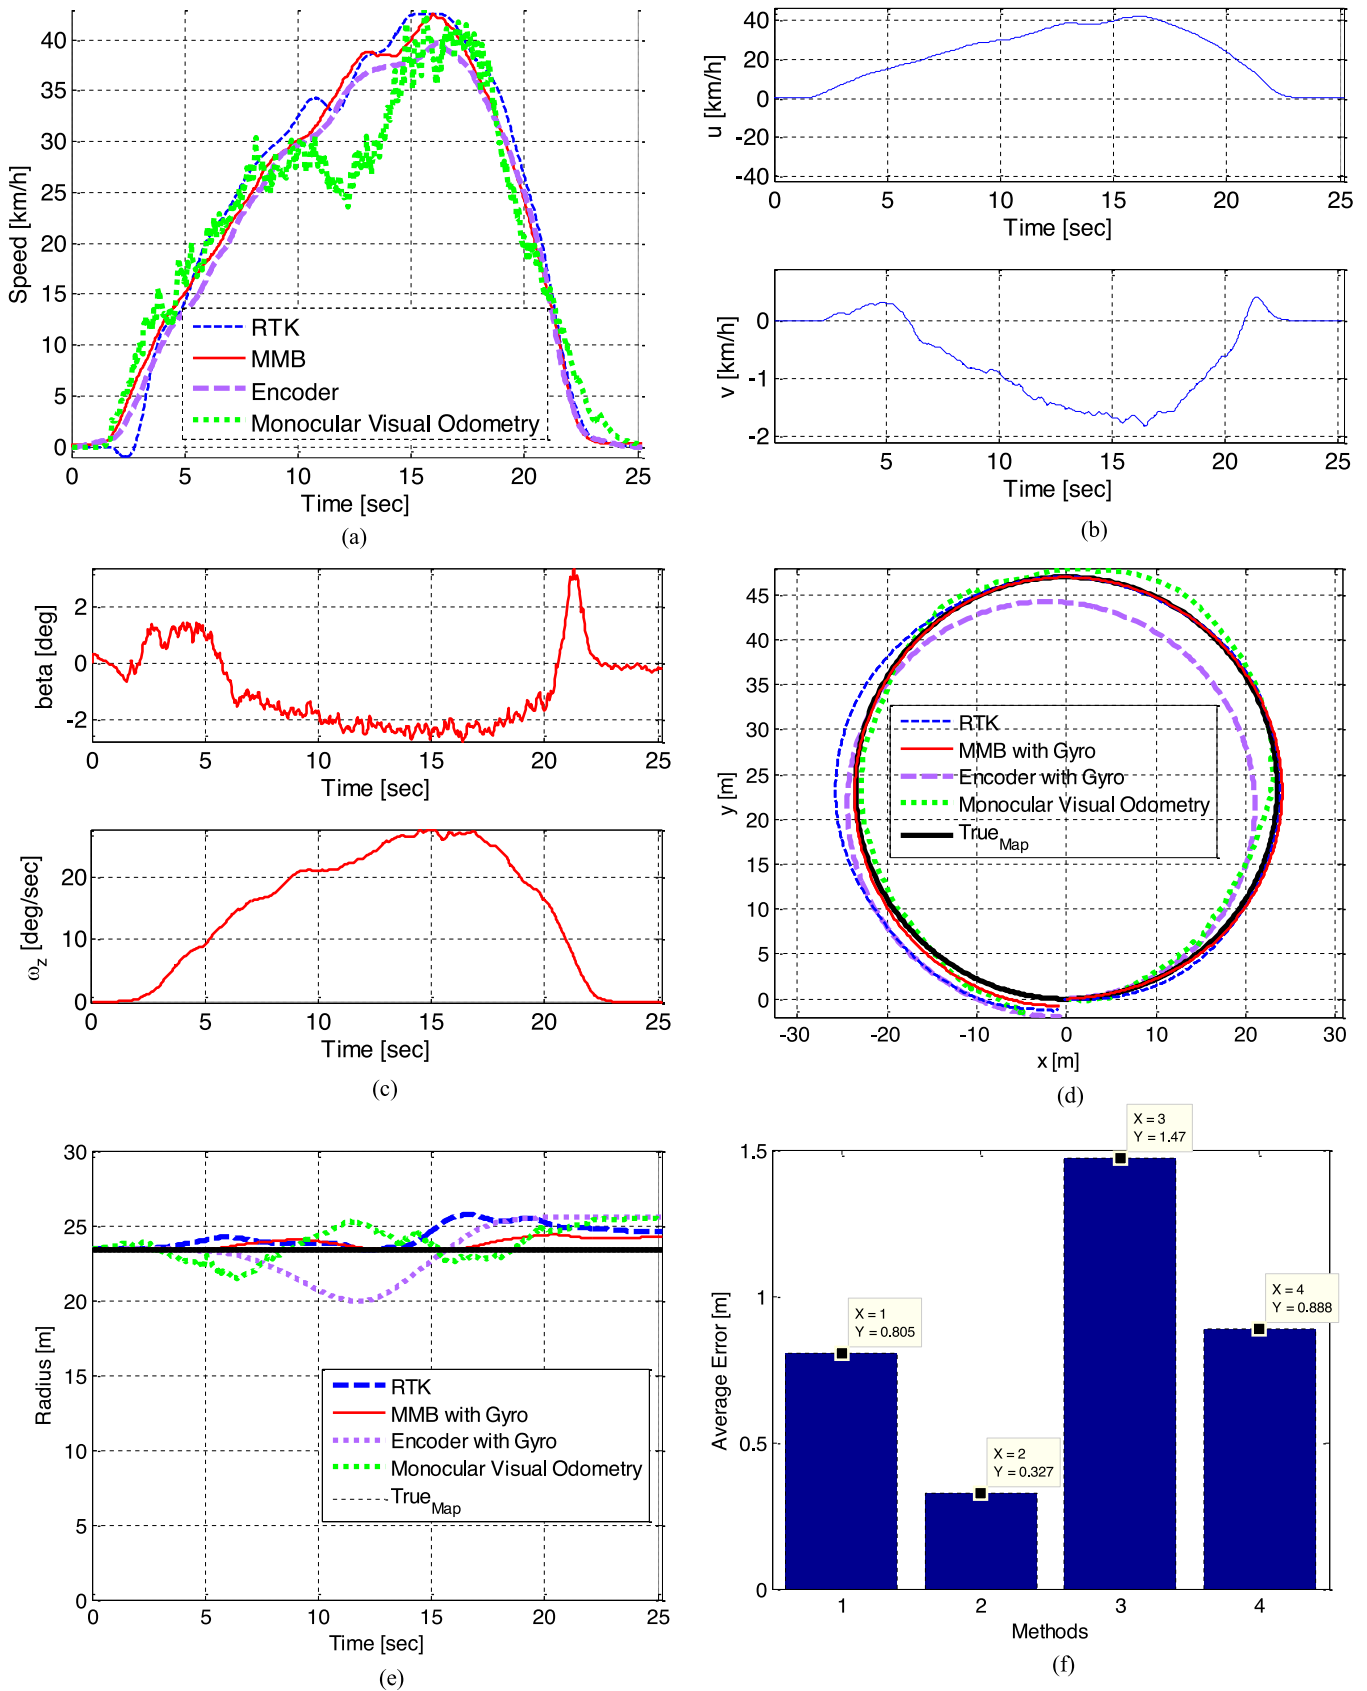 40
35
30
25
20
15
10
5
0
Speed [km/h]
RTK
MMB
Encoder
Monocular Visual Odometry
0 5 10 15 20 25
Time [sec]
(a)
40
20
0
-20
-40
u [km/h]
0 5 10 15 20 25
Time [sec]
0
-1
-2
v [km/h]
5 10 15 20 25
Time [sec]
(b)
2
0
-2
beta [deg]
0 5 10 15 20 25
Time [sec]
20
10
0
ωz [deg/sec]
0 5 10 15 20 25
Time [sec]
(c)
45
40
35
30
25
20
15
10
5
0
y [m]
RTK
MMB with Gyro
Encoder with Gyro
Monocular Visual Odometry
TrueMap
-30 -20 -10 0 10 20 30
x [m]
(d)
30
25
20
15
10
5
0
Radius [m]
RTK
MMB with Gyro
Encoder with Gyro
Monocular Visual Odometry
TrueMap
0 5 10 15 20 25
Time [sec]
(e)
1.5
1
0.5
0
Average Error [m]
X = 1
Y = 0.805
X = 2
Y = 0.327
X = 3
Y = 1.47
X = 4
Y = 0.888
1 2 3 4
Methods
(f)